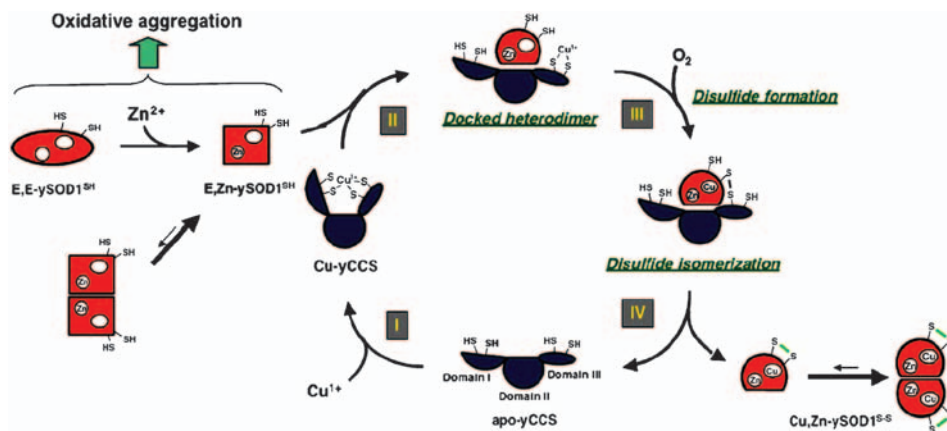 Oxidative aggregation
Zn2+
HS
SH
E,E-ySOD1SH
HS
SH
Zn
E,Zn-ySOD1SH
HS
SH
Zn
Zn
HS
SH
II
S Cu1+ S
S S
Cu-yCCS
SH
HS
HS SH
Zn
Cu1+
S S
Docked heterodimer
O2
III
Disulfide formation
SH
S
S
HS SH
SH
Zn Cu
Disulfide isomerization
I
Cu1+
HS SH
HS SH
Domain I
Domain II
Domain III
apo-yCCS
IV
S
S
Zn Cu
S
S
Zn Cu
Zn Cu
S
S
Cu,Zn-ySOD1S-S